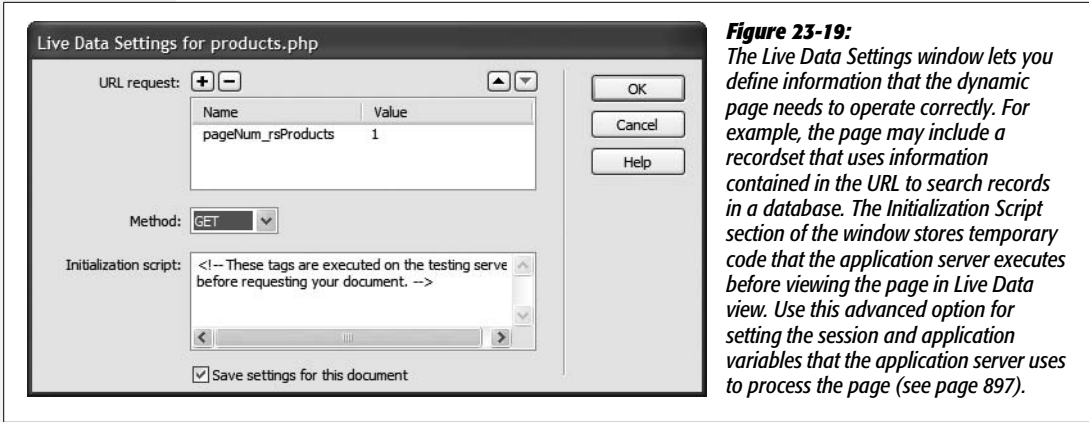 Live Data Settings for products.php
URL request:
Name Value
pageNum_rsProducts 1
Method: GET
Initialization script: <!-- These tags are executed on the testing serve
before requesting your document. -->
Save settings for this document
OK
Cancel
Help
Figure 23-19:
The Live Data Settings window lets you
define information that the dynamic
page needs to operate correctly. For
example, the page may include a
recordset that uses information
contained in the URL to search records
in a database. The Initialization Script
section of the window stores temporary
code that the application server executes
before viewing the page in Live Data
view. Use this advanced option for
setting the session and application
variables that the application server uses
to process the page (see page 897).